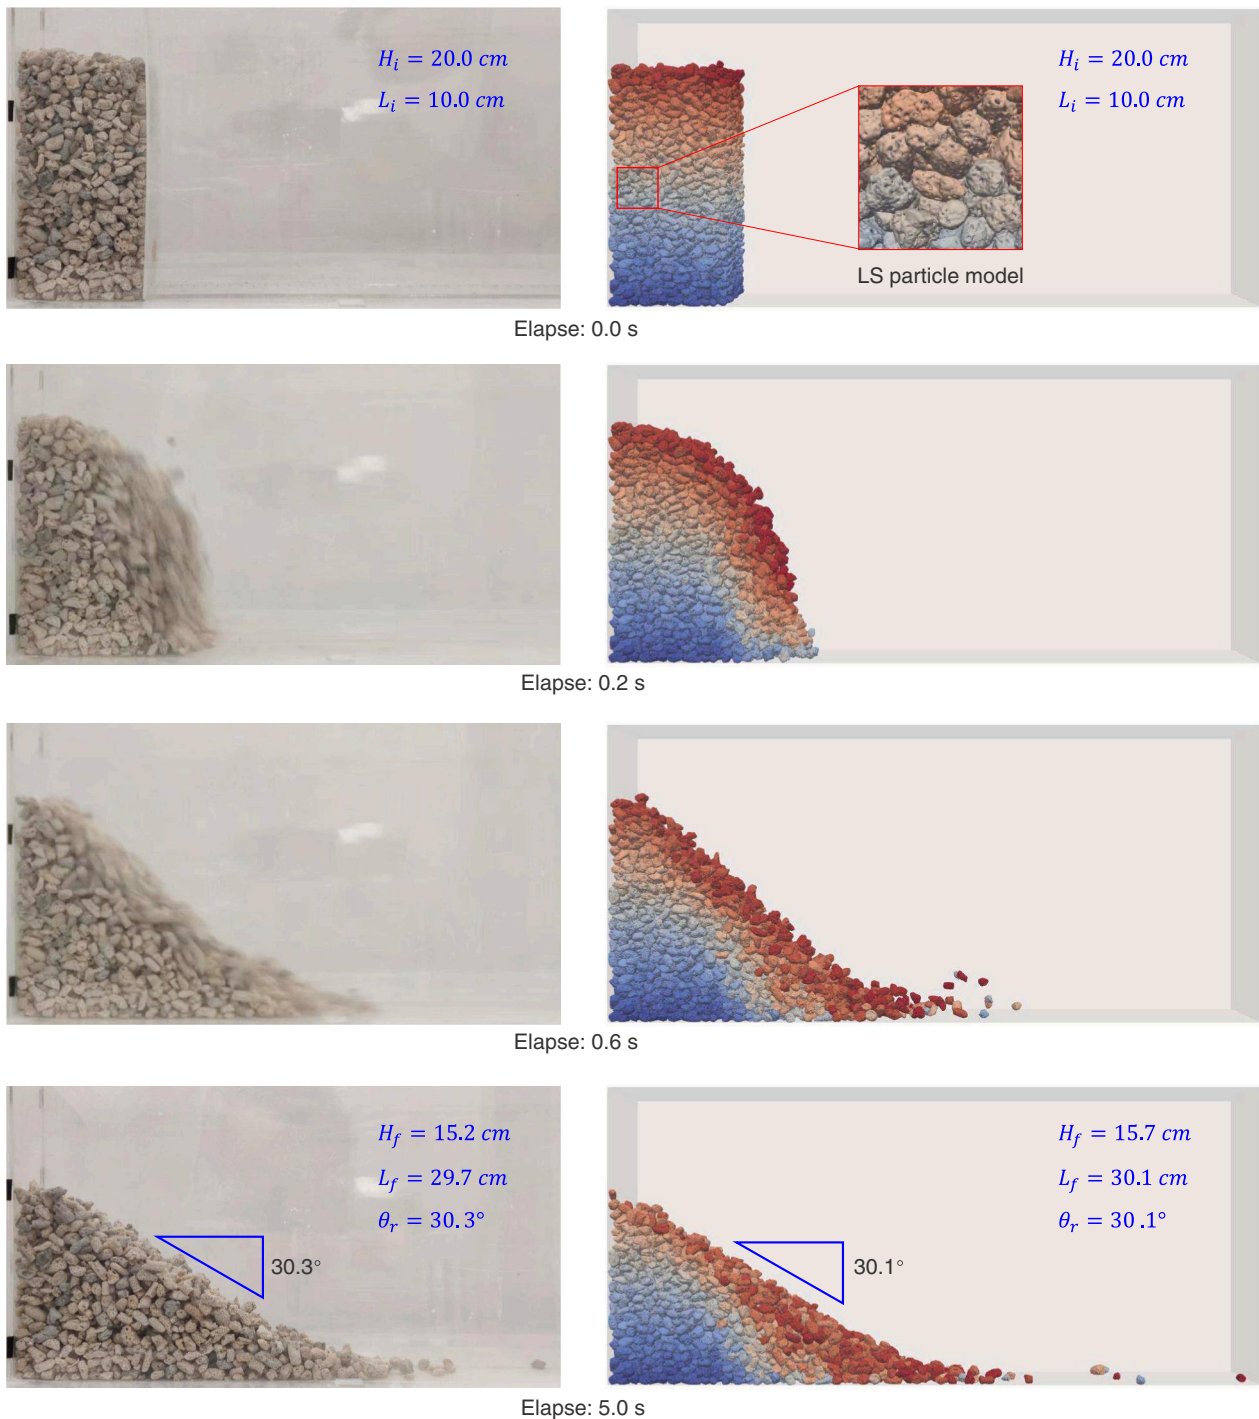 H_i = 20.0 cm
L_i = 10.0 cm
H_i = 20.0 cm
L_i = 10.0 cm
LS particle model
Elapse: 0.0 s
Elapse: 0.2 s
Elapse: 0.6 s
H_f = 15.2 cm
L_f = 29.7 cm
θ_r = 30.3°
30.3°
H_f = 15.7 cm
L_f = 30.1 cm
θ_r = 30.1°
30.1°
Elapse: 5.0 s